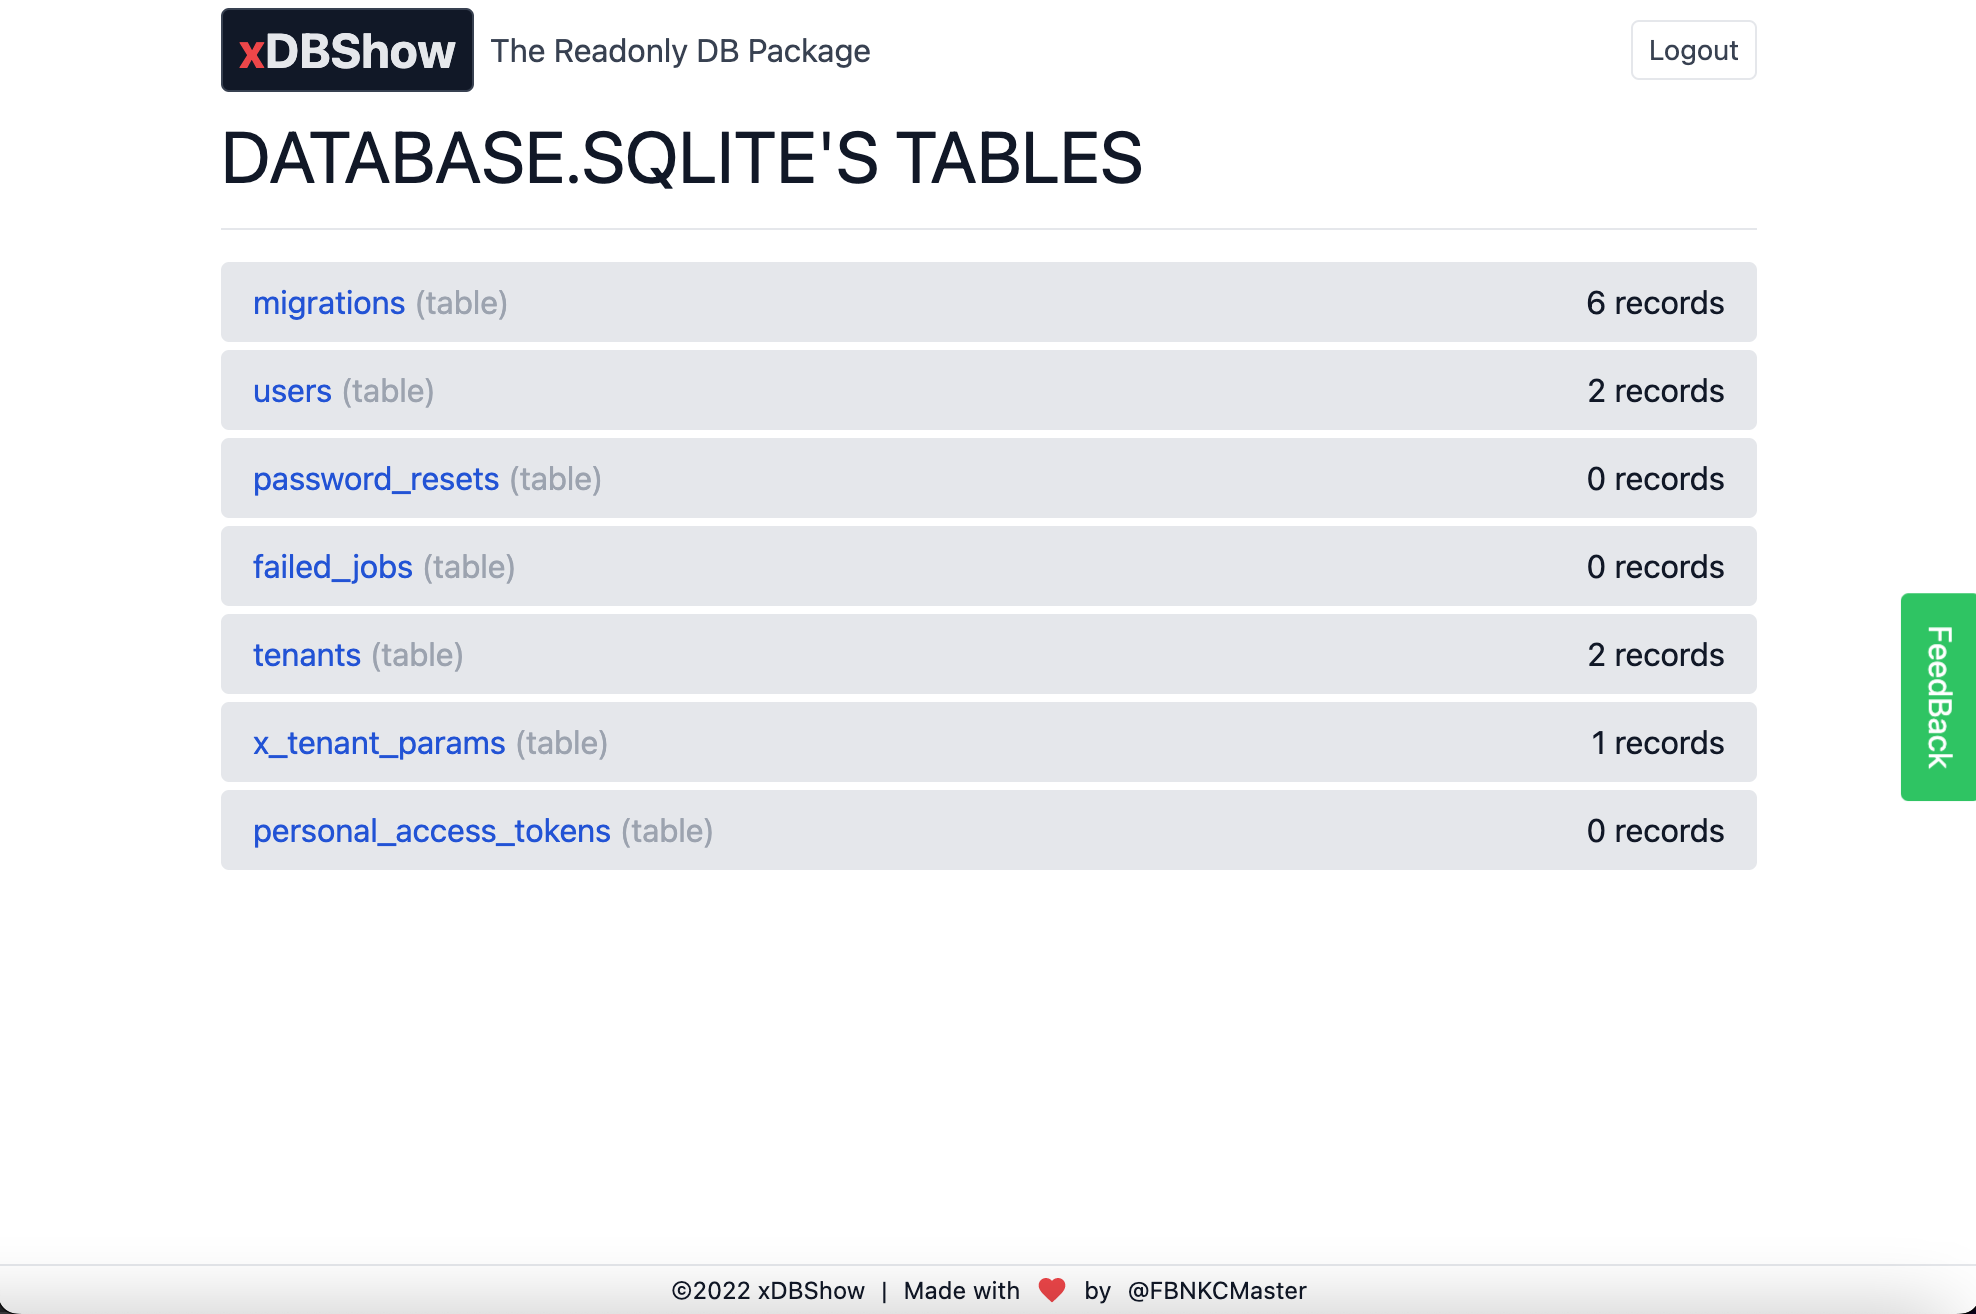 xDBShow The Readonly DB Package Logout
DATABASE.SQLITE'S TABLES
migrations (table) 6 records
users (table) 2 records
password_resets (table) 0 records
failed_jobs (table) 0 records
tenants (table) 2 records
x_tenant_params (table) 1 records
personal_access_tokens (table) 0 records
FeedBack
©2022 xDBShow | Made with by @FBNKCMaster